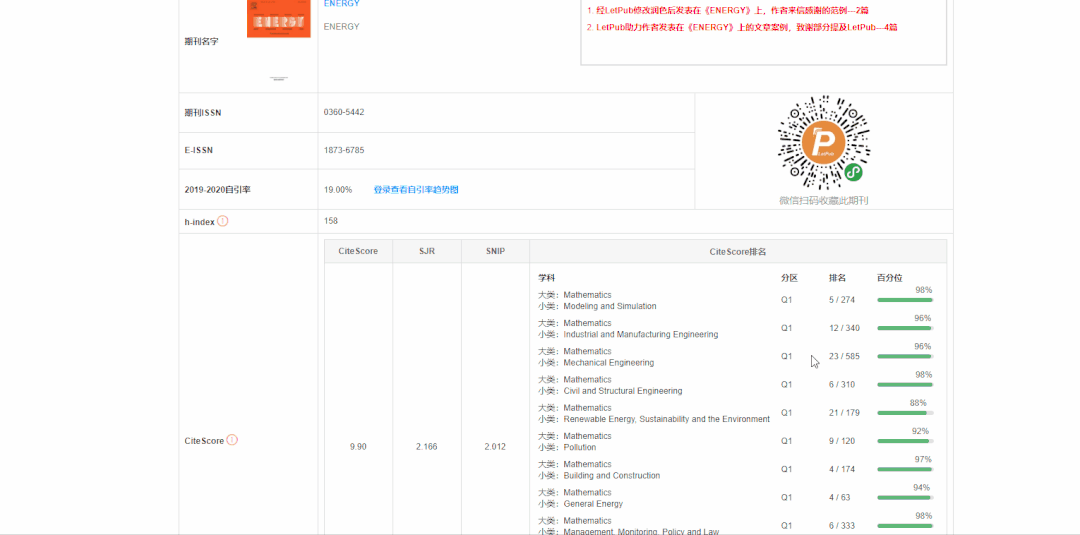 ENERGY
ENERGY
ENERGY
期刊名字
1. 经LetPub修改润色后发表在《ENERGY》上，作者来信感谢的范例---2篇
2. LetPub助力作者发表在《ENERGY》上的文章案例，致谢部分提及LetPub---4篇
期刊ISSN
0360-5442
E-ISSN
1873-6785
2019-2020自引率
19.00%
登录查看自引率趋势图
P
LetPub
微信扫码收藏此期刊
h-index
158
CiteScore
SJR
SNIP
CiteScore排名
学科
分区
排名
百分位
大类：Mathematics
小类：Modeling and Simulation
Q1
5 / 274
98%
大类：Mathematics
小类：Industrial and Manufacturing Engineering
Q1
12 / 340
96%
大类：Mathematics
小类：Mechanical Engineering
Q1
23 / 585
96%
大类：Mathematics
小类：Civil and Structural Engineering
Q1
6 / 310
98%
大类：Mathematics
小类：Renewable Energy, Sustainability and the Environment
Q1
21 / 179
88%
大类：Mathematics
小类：Pollution
Q1
9 / 120
92%
大类：Mathematics
小类：Building and Construction
Q1
4 / 174
97%
大类：Mathematics
小类：General Energy
Q1
4 / 63
94%
大类：Mathematics
小类：Management, Monitoring, Policy and Law
Q1
6 / 333
98%
CiteScore
9.90
2.166
2.012